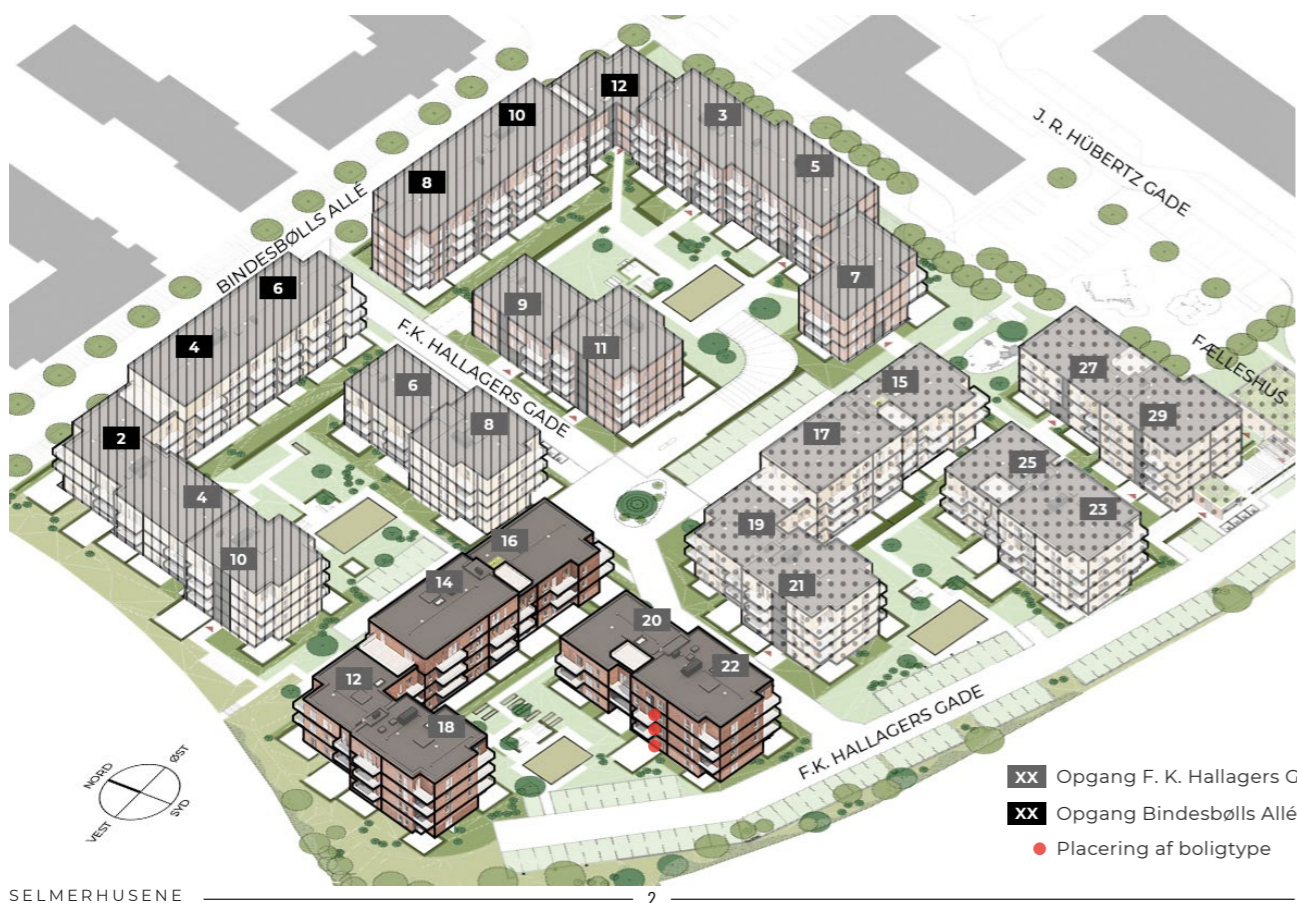 12
10
3
J. R. HÜBERTZ GADE
5
8
BINDESBØLLS ALLÉ
6
7
9
F.K. HALLAGERS GADE
11
4
15
27
FÆLLESHUS
6
8
17
29
2
25
4
19
23
10
16
14
21
20
22
12
18
F.K. HALLAGERS GADE
NORD
ØST
VEST
SYD
XX Opgang F. K. Hallagers G
XX Opgang Bindesbølls Allé
Placering af boligtype
SELMERHUSENE
2